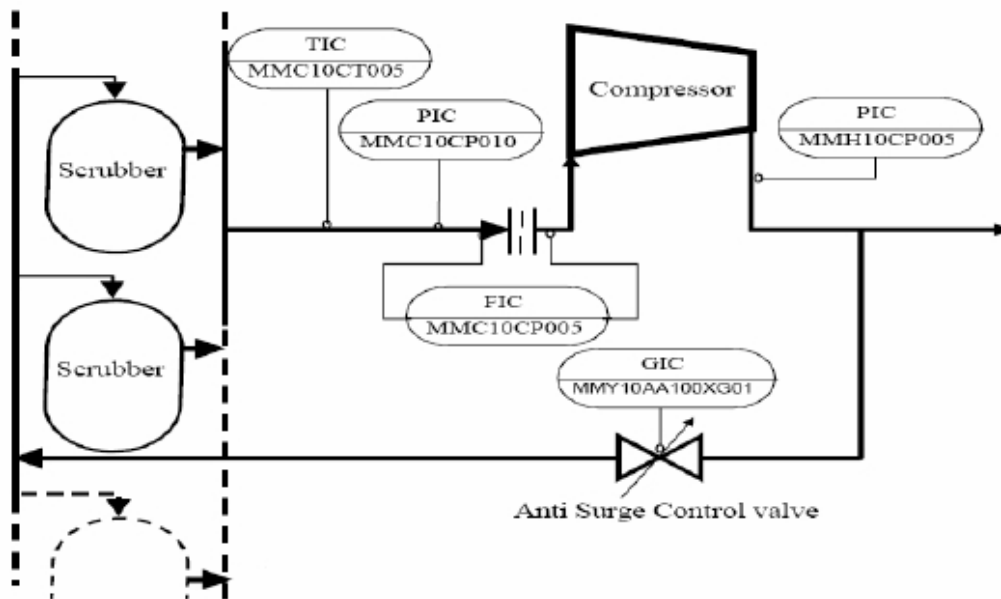 TIC
MMC10CT005
PIC
MMC10CP010
Compressor
PIC
MMH10CP005
Scrubber
FIC
MMC10CP005
Scrubber
GIC
MMY10AA100XG01
Anti Surge Control valve